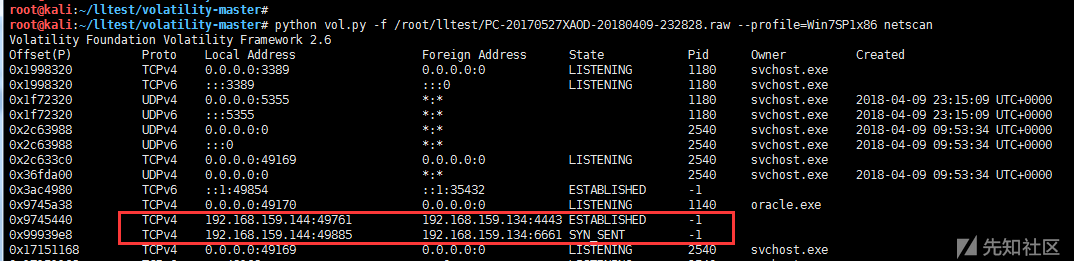 root@kali:~/lltest/volatility-master#
root@kali:~/lltest/volatility-master# python vol.py -f /root/lltest/PC-20170527XAOD-20180409-232828.raw --profile=Win7SP1x86 netscan
Volatility Foundation Volatility Framework 2.6
Offset(P) Proto Local Address Foreign Address State Pid Owner Created
0x1998320 TCPv4 0.0.0.0:3389 0.0.0.0:0 LISTENING 1180 svchost.exe
0x1998320 TCPv6 :::3389 :::0 LISTENING 1180 svchost.exe
0x1f72320 UDPv4 0.0.0.0:5355 *:* 1180 svchost.exe 2018-04-09 23:15:09 UTC+0000
0x1f72320 UDPv6 :::5355 *:* 1180 svchost.exe 2018-04-09 23:15:09 UTC+0000
0x2c63988 UDPv4 0.0.0.0:0 *:* 2540 svchost.exe 2018-04-09 09:53:34 UTC+0000
0x2c63988 UDPv6 :::0 *:* 2540 svchost.exe 2018-04-09 09:53:34 UTC+0000
0x2c633c0 TCPv4 0.0.0.0:49169 0.0.0.0:0 LISTENING 2540 svchost.exe
0x36fda00 UDPv4 0.0.0.0:0 *:* 2540 svchost.exe 2018-04-09 09:53:34 UTC+0000
0x3ac4980 TCPv6 ::1:49854 ::1:35432 ESTABLISHED -1
0x9745a38 TCPv4 0.0.0.0:49170 0.0.0.0:0 LISTENING 1140 oracle.exe
0x9745440 TCPv4 192.168.159.144:49761 192.168.159.134:4443 ESTABLISHED -1
0x99939e8 TCPv4 192.168.159.144:49885 192.168.159.134:6661 SYN_SENT -1
0x17151168 TCPv4 0.0.0.0:49169 0.0.0.0:0 LISTENING 2540 svchost.exe
先知社区